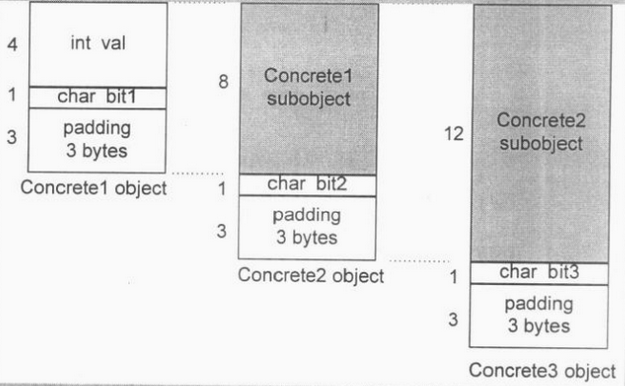 4
int val
1
char bit1
3
padding
3 bytes
Concrete1 object
8
Concrete1
subobject
1
char bit2
3
padding
3 bytes
Concrete2 object
12
Concrete2
subobject
1
char bit3
3
padding
3 bytes
Concrete3 object